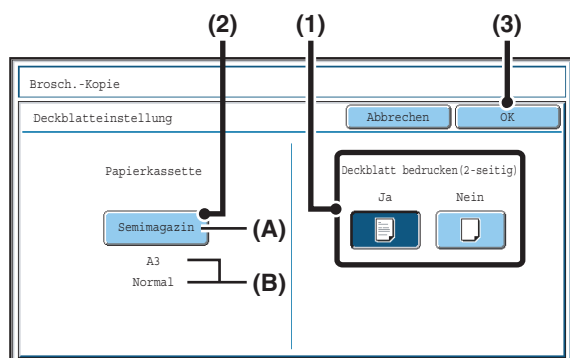 (2)
(3)
Brosch.-Kopie
Deckblatteinstellung
Abbrechen
OK
Papierkassette
(1)
Deckblatt bedrucken(2-seitig)
Ja
Nein
Semimagazin
(A)
A3
Normal
(B)